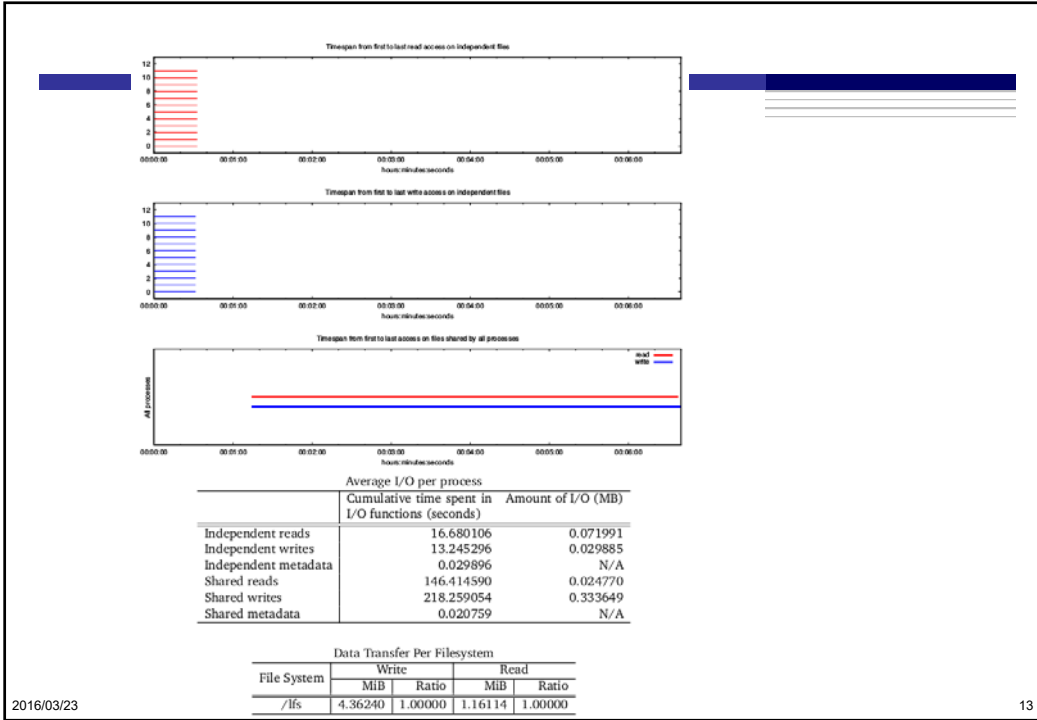 Timespan from first to last read access on independent files
12
10
8
6
4
2
0
00:00:00 00:01:00 00:02:00 00:03:00 00:04:00 00:05:00 00:06:00
hours:minutes:seconds
Timespan from first to last write access on independent files
12
10
8
6
4
2
0
00:00:00 00:01:00 00:02:00 00:03:00 00:04:00 00:05:00 00:06:00
hours:minutes:seconds
Timespan from first to last access on files shared by all processes
read
write
All processes
00:00:00 00:01:00 00:02:00 00:03:00 00:04:00 00:05:00 00:06:00
hours:minutes:seconds
Average I/O per process
Cumulative time spent in Amount of I/O (MB)
I/O functions (seconds)
Independent reads 16.680106 0.071991
Independent writes 13.245296 0.029885
Independent metadata 0.029896 N/A
Shared reads 146.414590 0.024770
Shared writes 218.259054 0.333649
Shared metadata 0.020759 N/A
Data Transfer Per Filesystem
File System Write Read
MiB Ratio MiB Ratio
/lfs 4.36240 1.00000 1.16114 1.00000
2016/03/23 13